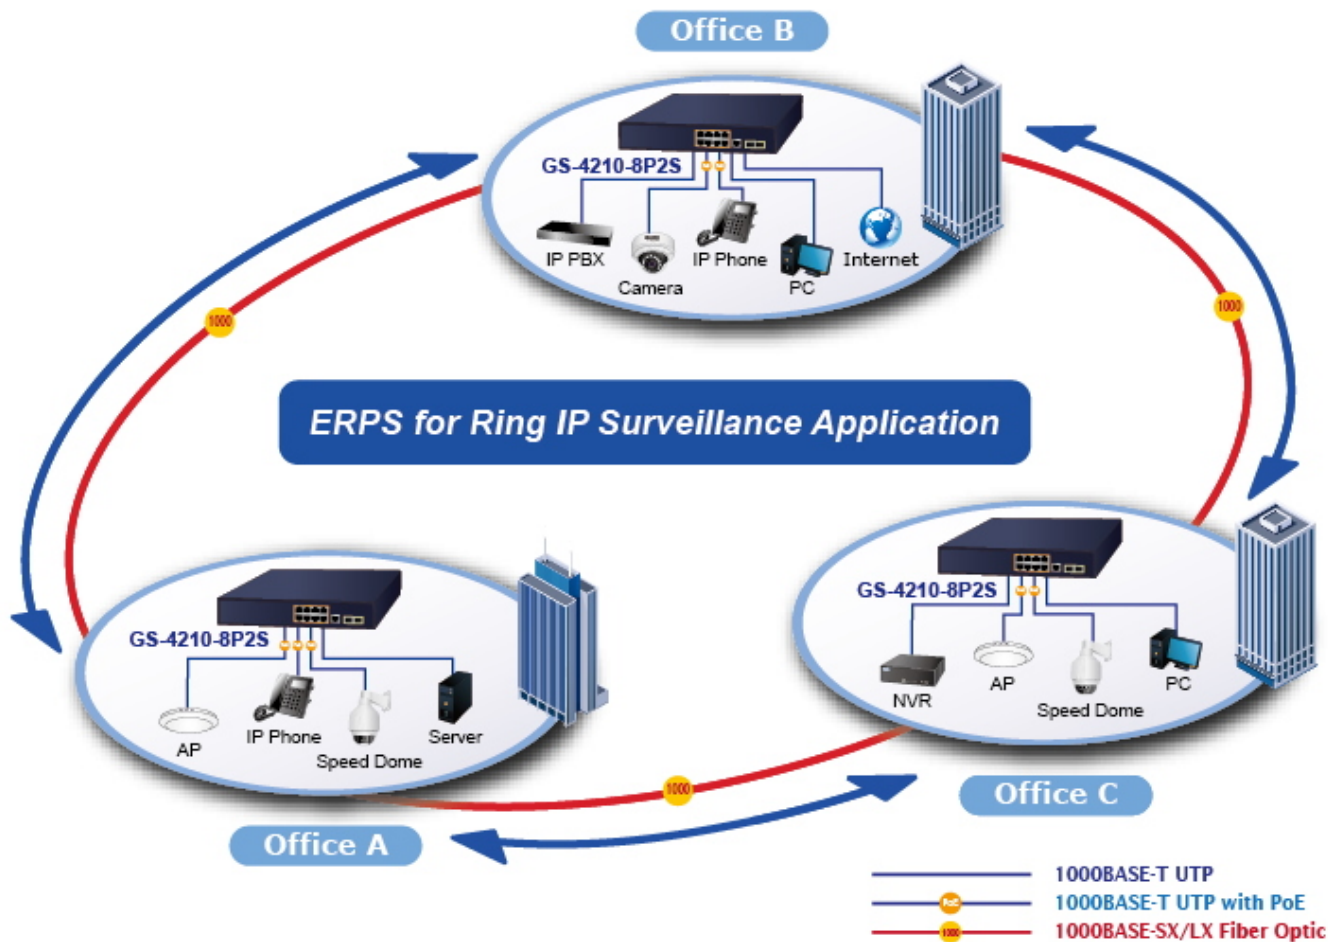 Office B
GS-4210-8P2S
IP PBX
Camera
IP Phone
PC
Internet
1000
1000
ERPS for Ring IP Surveillance Application
GS-4210-8P2S
AP
IP Phone
Speed Dome
Server
GS-4210-8P2S
NVR
AP
Speed Dome
PC
1000
Office A
Office C
1000BASE-T UTP
PoE
1000BASE-T UTP with PoE
1000
1000BASE-SX/LX Fiber Optic